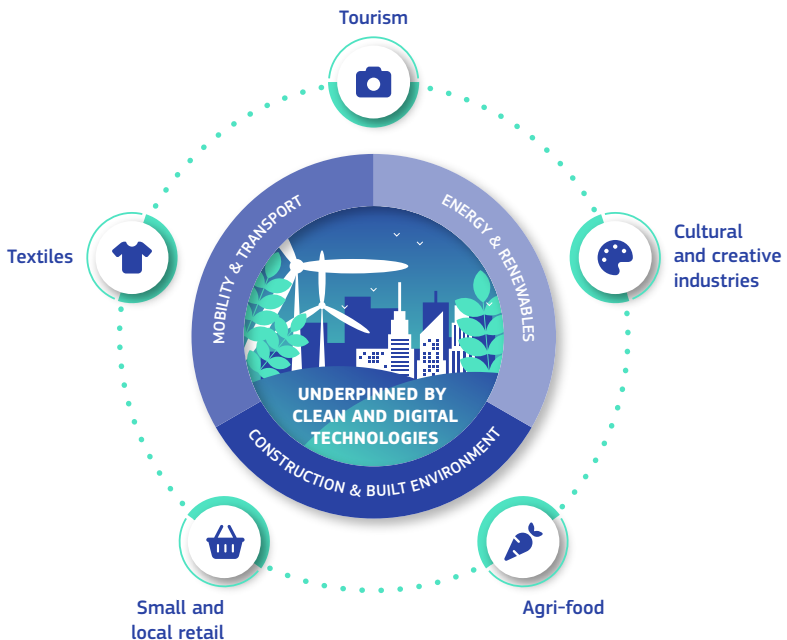 Tourism
MOBILITY & TRANSPORT
ENERGY & RENEWABLES
Textiles
Cultural
and creative
industries
UNDERPINNED BY
CLEAN AND DIGITAL
TECHNOLOGIES
CONSTRUCTION & BUILT ENVIRONMENT
Small and
local retail
Agri-food